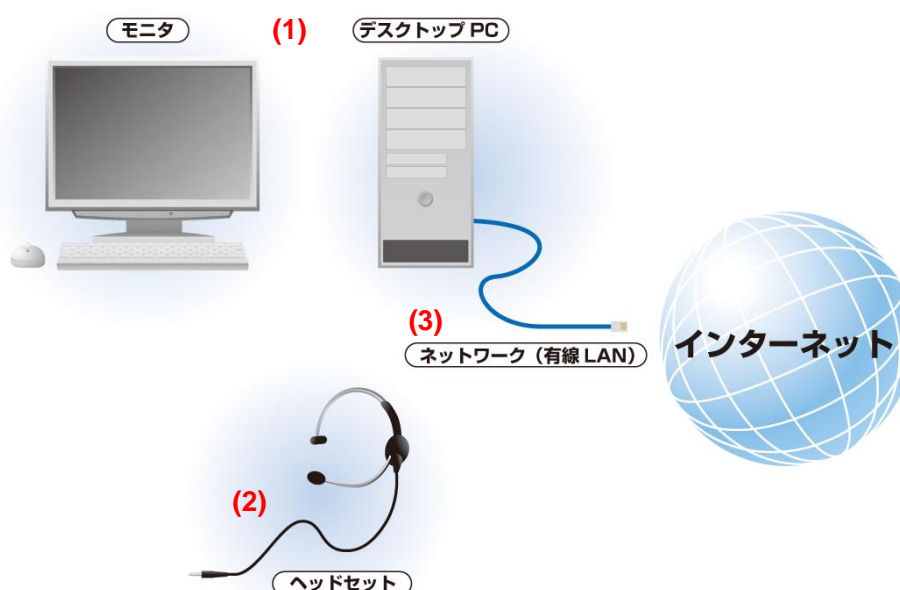 モニタ
(1)
デスクトップ PC
(3)
ネットワーク（有線 LAN）
インターネット
(2)
ヘッドセット